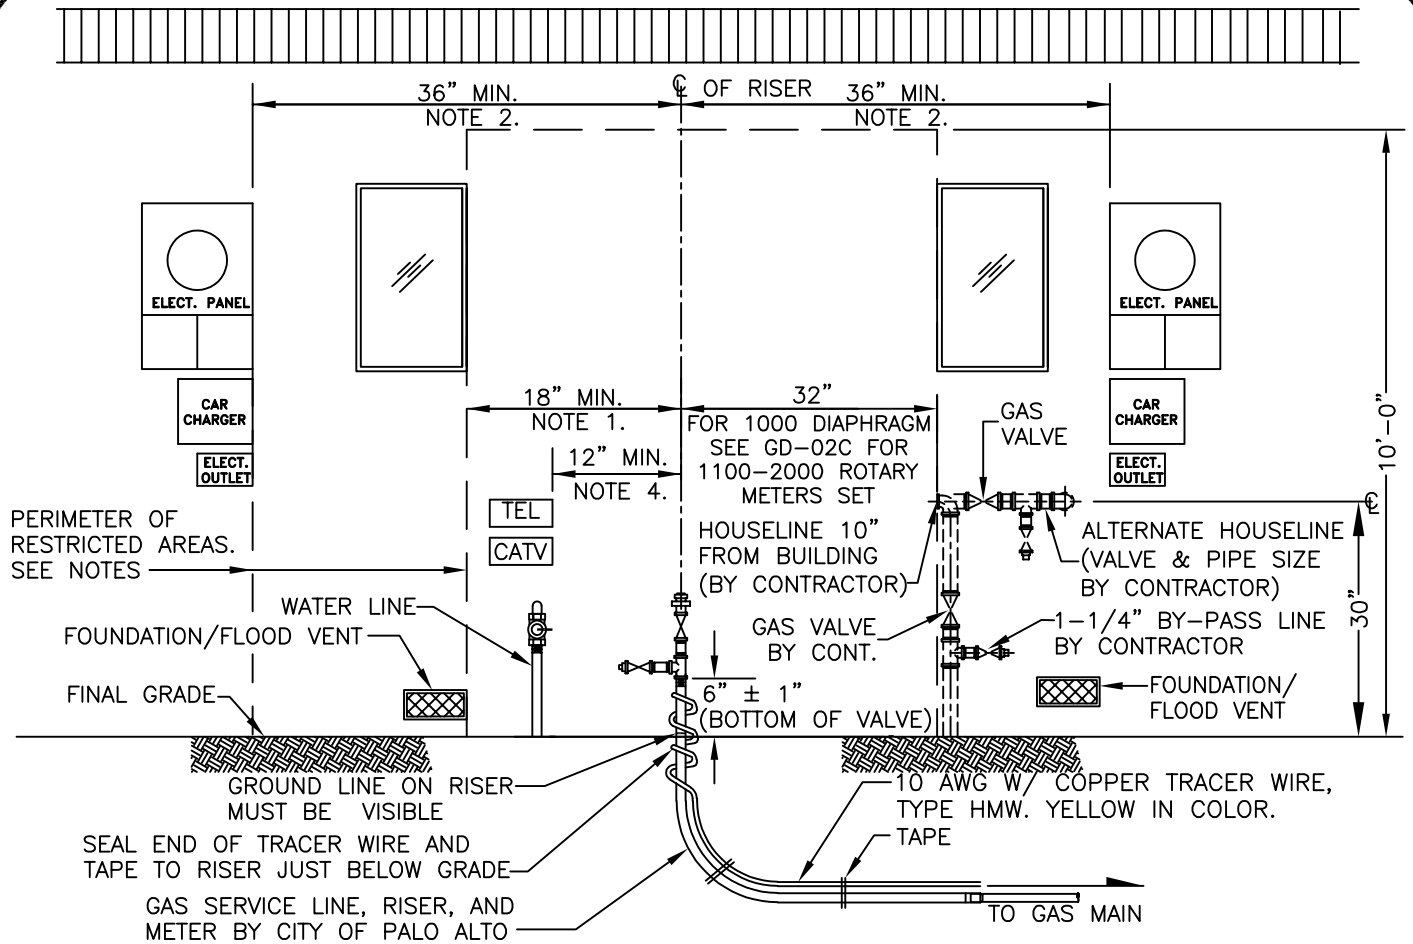 ℄ OF RISER
36" MIN.
NOTE 2.
36" MIN.
NOTE 2.
ELECT. PANEL
CAR
CHARGER
ELECT.
OUTLET
ELECT. PANEL
CAR
CHARGER
ELECT.
OUTLET
10'-0"
18" MIN.
NOTE 1.
32"
FOR 1000 DIAPHRAGM
SEE GD-02C FOR
1100-2000 ROTARY
METERS SET
GAS
VALVE
12" MIN.
NOTE 4.
TEL
CATV
PERIMETER OF
RESTRICTED AREAS.
SEE NOTES
HOUSELINE 10"
FROM BUILDING
(BY CONTRACTOR)
℄
ALTERNATE HOUSELINE
(VALVE & PIPE SIZE
BY CONTRACTOR)
30"
WATER LINE
FOUNDATION/FLOOD VENT
FINAL GRADE
GAS VALVE
BY CONT.
1-1/4" BY-PASS LINE
BY CONTRACTOR
6" ± 1"
(BOTTOM OF VALVE)
FOUNDATION/
FLOOD VENT
GROUND LINE ON RISER
MUST BE VISIBLE
10 AWG W/ COPPER TRACER WIRE,
TYPE HMW. YELLOW IN COLOR.
TAPE
SEAL END OF TRACER WIRE AND
TAPE TO RISER JUST BELOW GRADE
GAS SERVICE LINE, RISER, AND
METER BY CITY OF PALO ALTO
TO GAS MAIN